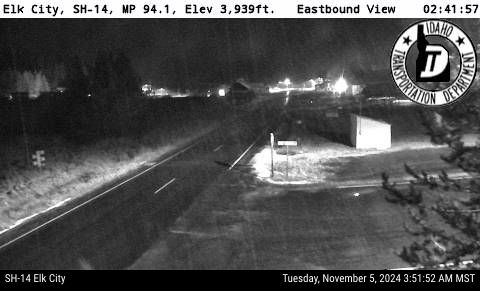 Elk City, SH-14, MP 94.1, Elev 3,939ft. Eastbound View 02:41:57
IDAHO
TRANSPORTATION DEPARTMENT
SH-14 Elk City Tuesday, November 5, 2024 3:51:52 AM MST